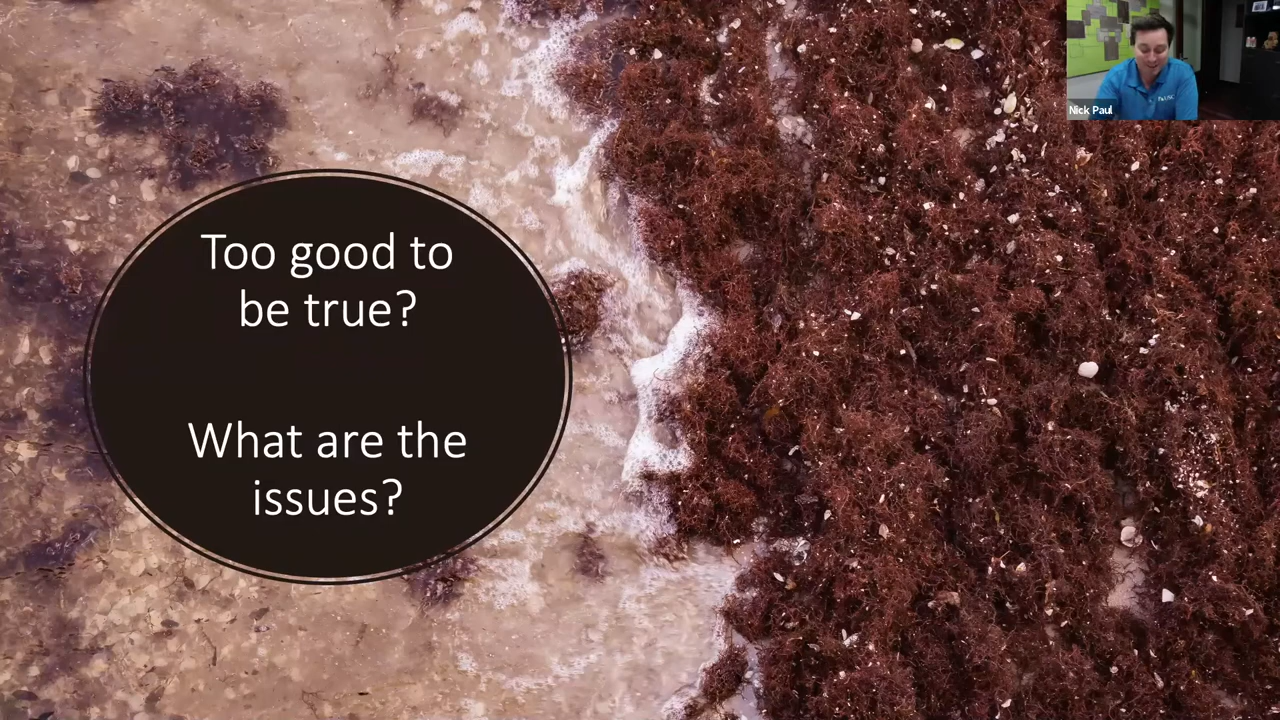 Too good to
be true?
What are the
issues?
Nick Paul